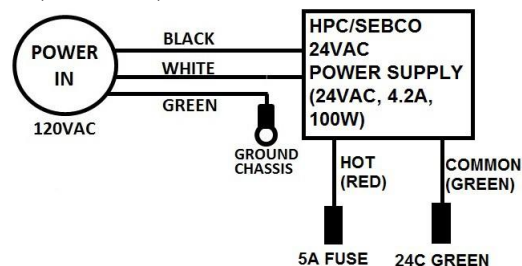 POWER
IN
120VAC
BLACK
WHITE
GREEN
GROUND
CHASSIS
HPC/SEBCO
24VAC
POWER SUPPLY
(24VAC, 4.2A,
100W)
HOT
(RED)
COMMON
(GREEN)
5A FUSE
24C GREEN